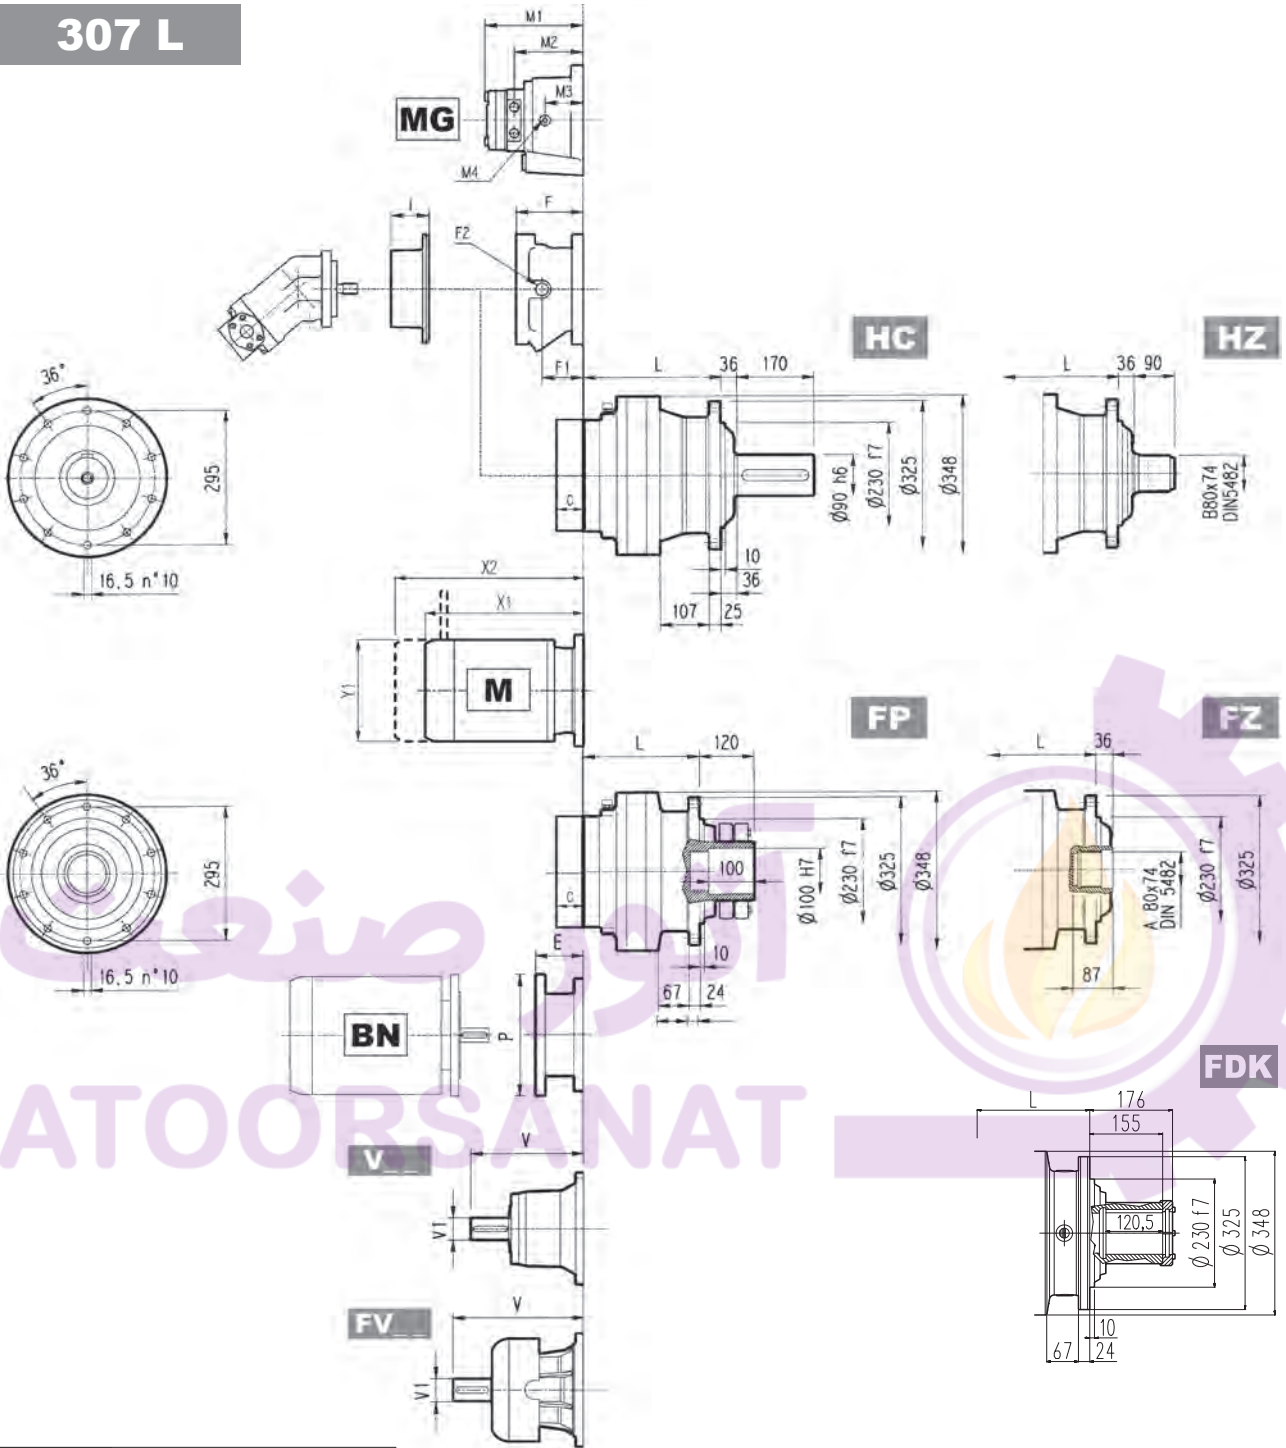 307 L
M1
M2
M3
MG
M4
I
F
F2
HC
HZ
F1
L
36
170
L
36
90
36°
295
C
Ø90 h6
Ø230 f7
Ø325
Ø348
B80x74
DIN5482
16,5 n°10
10
36
X2
X1
107
25
Y1
M
FP
FZ
L
120
L
36
36°
295
100
C
Ø100 H7
Ø230 f7
Ø325
Ø348
A 80x74
DIN 5482
Ø230 f7
Ø325
آتور صنعت
E
10
16,5 n°10
67
24
87
BN
P
FDK
ATOORSANAT
L
176
155
V
V__
V1
120,5
Ø 230 f7
Ø 325
Ø 348
V
FV__
10
67
24
V1